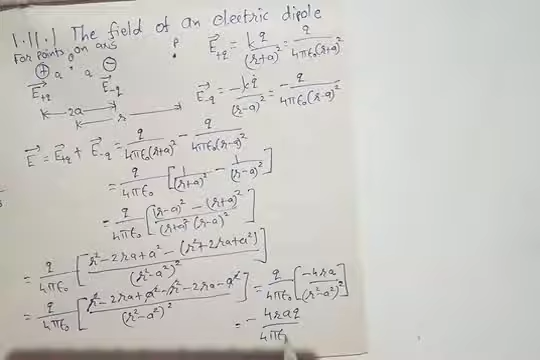 1.11.1 The field of an electric dipole
For points on axis
⊕ a o a ⊖ P
E⃗+q E⃗-q
K 2a →
K r →
E⃗+q = kq/(r+a)² = q/4πε₀(r+a)²
E⃗-q = -kq/(r-a)² = -q/4πε₀(r-a)²
E⃗ = E⃗+q + E⃗-q = q/4πε₀(r+a)² - q/4πε₀(r-a)²
= q/4πε₀ [1/(r+a)² - 1/(r-a)²]
= q/4πε₀ [(r-a)² - (r+a)²/(r+a)²(r-a)²]
= q/4πε₀ [r²-2ra+a² - (r²+2ra+a²)/(r²-a²)²]
= q/4πε₀ [r²-2ra+a²-r²-2ra-a²/(r²-a²)²] = q/4πε₀ [-4ra/(r²-a²)²]
= -4raq/4πε